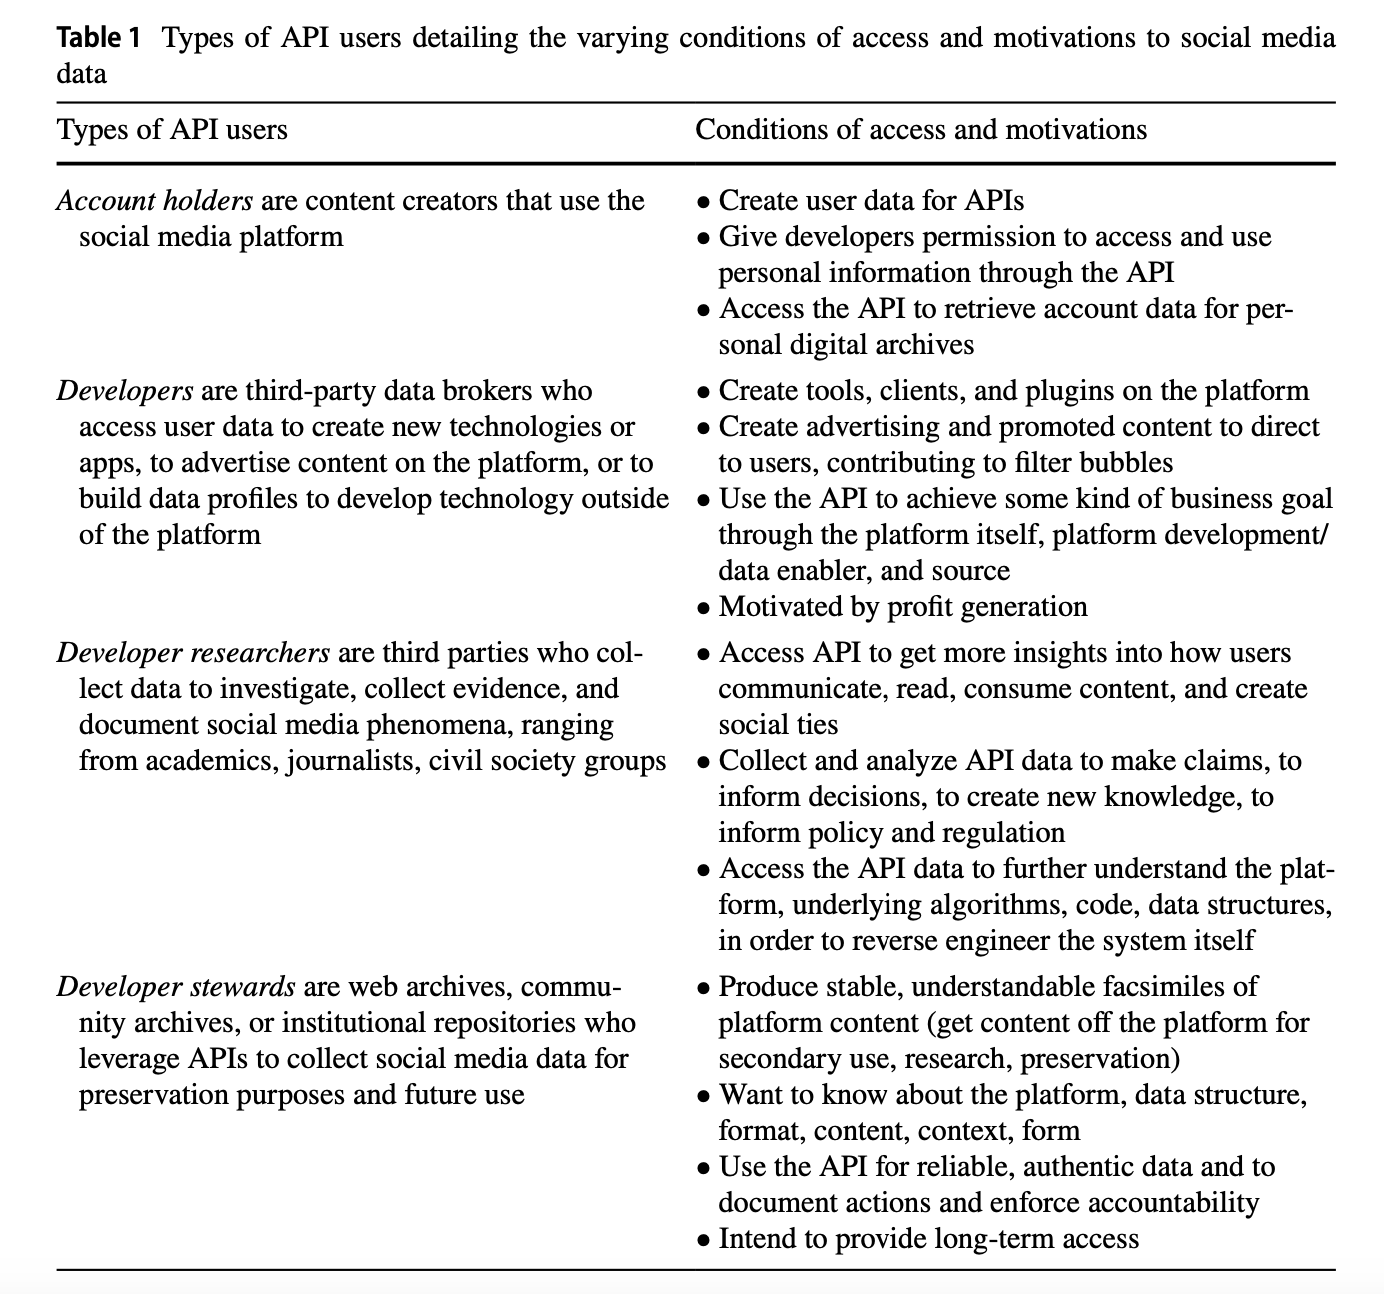 Table 1 Types of API users detailing the varying conditions of access and motivations to social media
data
Types of API users
Conditions of access and motivations
Account holders are content creators that use the
social media platform
● Create user data for APIs
● Give developers permission to access and use
personal information through the API
● Access the API to retrieve account data for per-
sonal digital archives
Developers are third-party data brokers who
access user data to create new technologies or
apps, to advertise content on the platform, or to
build data profiles to develop technology outside
of the platform
● Create tools, clients, and plugins on the platform
● Create advertising and promoted content to direct
to users, contributing to filter bubbles
● Use the API to achieve some kind of business goal
through the platform itself, platform development/
data enabler, and source
● Motivated by profit generation
Developer researchers are third parties who col-
lect data to investigate, collect evidence, and
document social media phenomena, ranging
from academics, journalists, civil society groups
● Access API to get more insights into how users
communicate, read, consume content, and create
social ties
● Collect and analyze API data to make claims, to
inform decisions, to create new knowledge, to
inform policy and regulation
● Access the API data to further understand the plat-
form, underlying algorithms, code, data structures,
in order to reverse engineer the system itself
Developer stewards are web archives, commu-
nity archives, or institutional repositories who
leverage APIs to collect social media data for
preservation purposes and future use
● Produce stable, understandable facsimiles of
platform content (get content off the platform for
secondary use, research, preservation)
● Want to know about the platform, data structure,
format, content, context, form
● Use the API for reliable, authentic data and to
document actions and enforce accountability
● Intend to provide long-term access